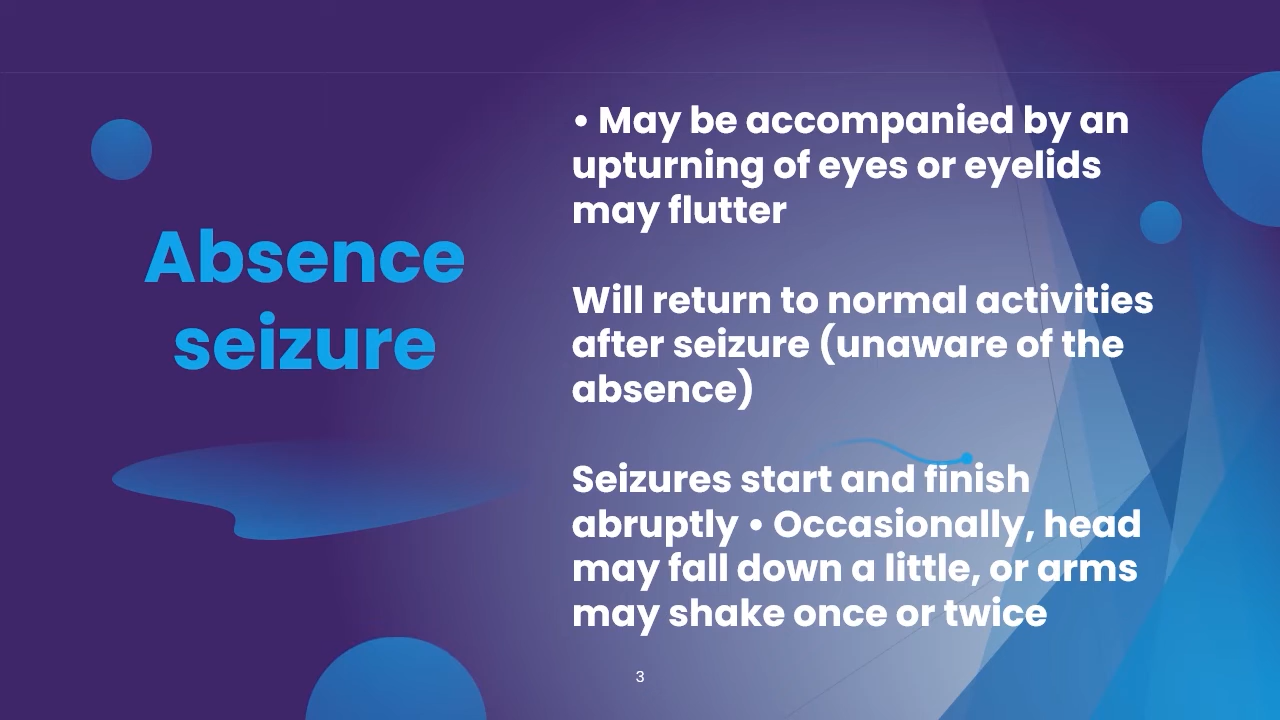 Absence
seizure
• May be accompanied by an
upturning of eyes or eyelids
may flutter
Will return to normal activities
after seizure (unaware of the
absence)
Seizures start and finish
abruptly • Occasionally, head
may fall down a little, or arms
may shake once or twice
3